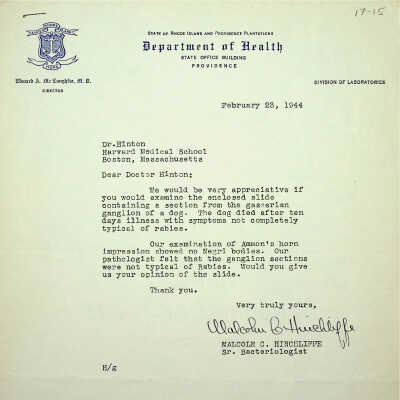 17-15
STATE OF RHODE ISLAND AND PROVIDENCE PLANTATIONS
Department of Health
STATE OFFICE BUILDING
PROVIDENCE
Edward A. McLaughlin, M. D.
DIRECTOR
DIVISION OF LABORATORIES
February 23, 1944
Dr.Hinton
Harvard Medical School
Boston, Massachusetts
Dear Doctor Hinton;
We would be very appreciative if
you would examine the enclosed slide
containing a section from the gasserian
ganglion of a dog. The dog died after ten
days illness with symptoms not completely
typical of rabies.
Our examination of Ammon's horn
impression showed no Negri bodies. Our
pathologist felt that the ganglion sections
were not typical of Rabies. Would you give
us your opinion of the slide.
Thank you.
Very truly yours,
Malcolm C Hinchliffe
MALCOLM C. HINCHLIFFE
Sr. Bacteriologist
H/g